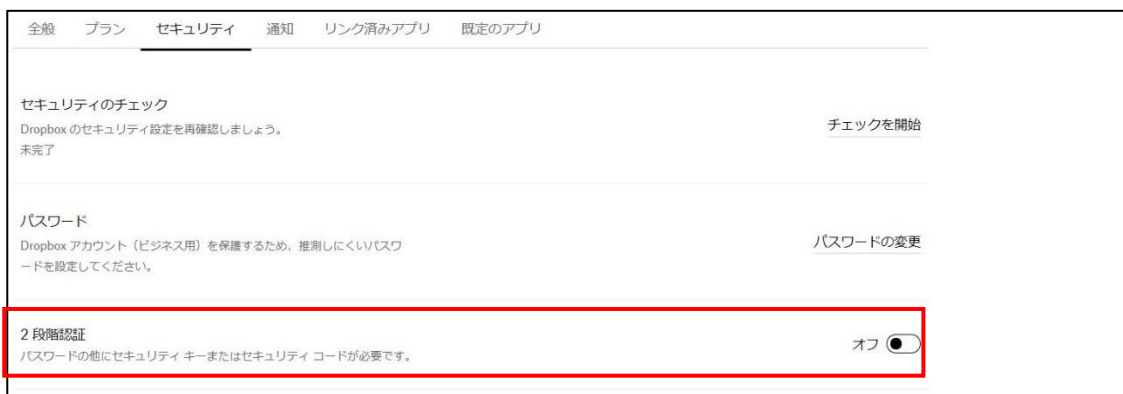 全般 プラン セキュリティ 通知 リンク済みアプリ 既定のアプリ
セキュリティのチェック
Dropbox のセキュリティ設定を再確認しましょう。
未完了
チェックを開始
パスワード
Dropbox アカウント（ビジネス用）を保護するため、推測しにくいパスワ
ードを設定してください。
パスワードの変更
2 段階認証
パスワードの他にセキュリティ キーまたはセキュリティ コードが必要です。
オフ